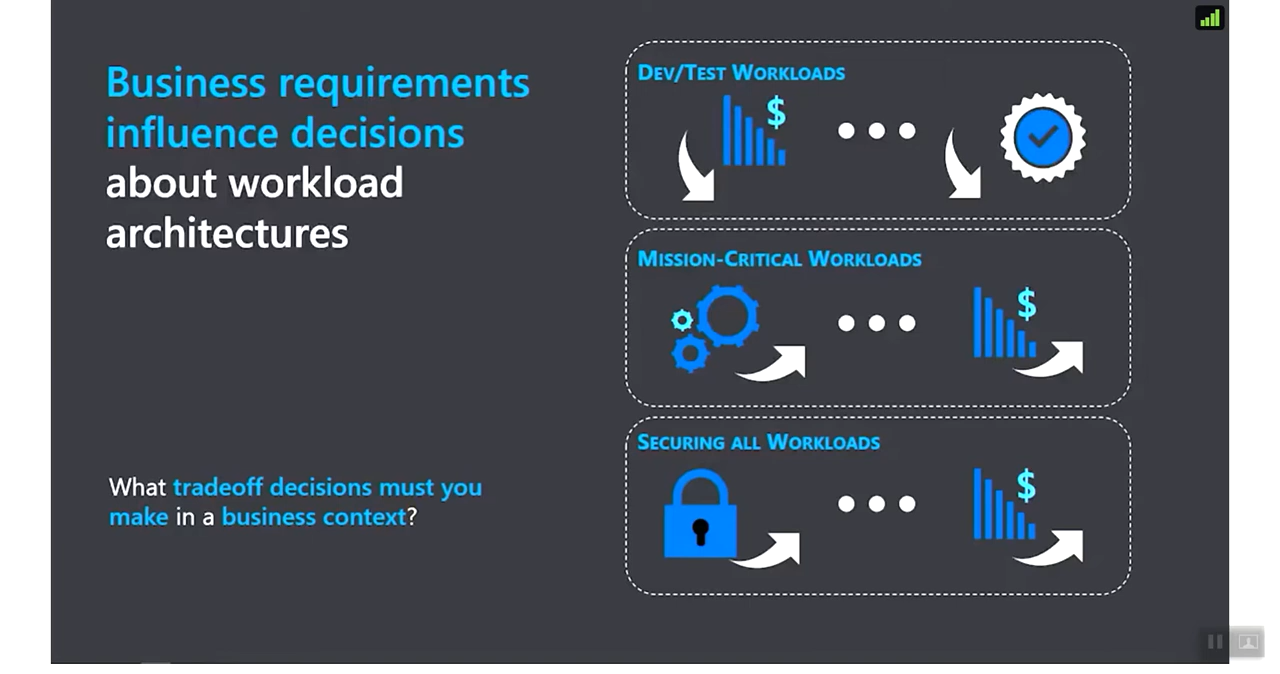 Business requirements
influence decisions
about workload
architectures
What tradeoff decisions must you
make in a business context?
Dev/Test Workloads
$
Mission-Critical Workloads
$
Securing all Workloads
$